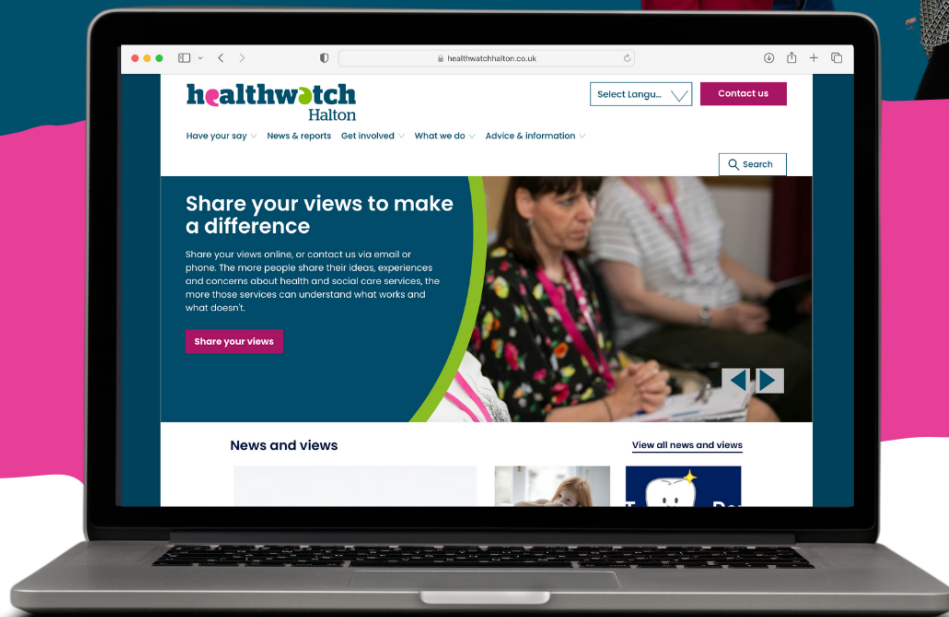 healthwatchhalton.co.uk
healthwatch
Halton
Select Langu...
Contact us
Have your say
News & reports
Get involved
What we do
Advice & information
Search
Share your views to make
a difference
Share your views online, or contact us via email or
phone. The more people share their ideas, experiences
and concerns about health and social care services, the
more those services can understand what works and
what doesn't.
Share your views
News and views
View all news and views